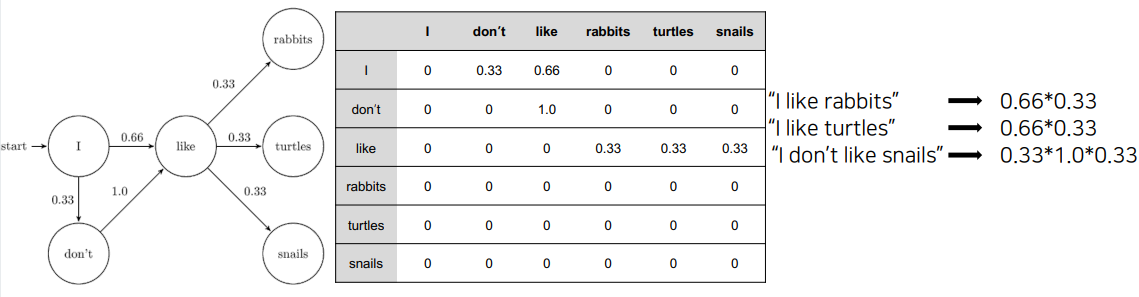 rabbits
0.33
start
I
0.66
like
0.33
turtles
0.33
1.0
0.33
don't
snails
I don't like rabbits turtles snails
I 0 0.33 0.66 0 0 0
don't 0 0 1.0 0 0 0
like 0 0 0 0.33 0.33 0.33
rabbits 0 0 0 0 0 0
turtles 0 0 0 0 0 0
snails 0 0 0 0 0 0
“I like rabbits” → 0.66*0.33
“I like turtles” → 0.66*0.33
“I don’t like snails” → 0.33*1.0*0.33